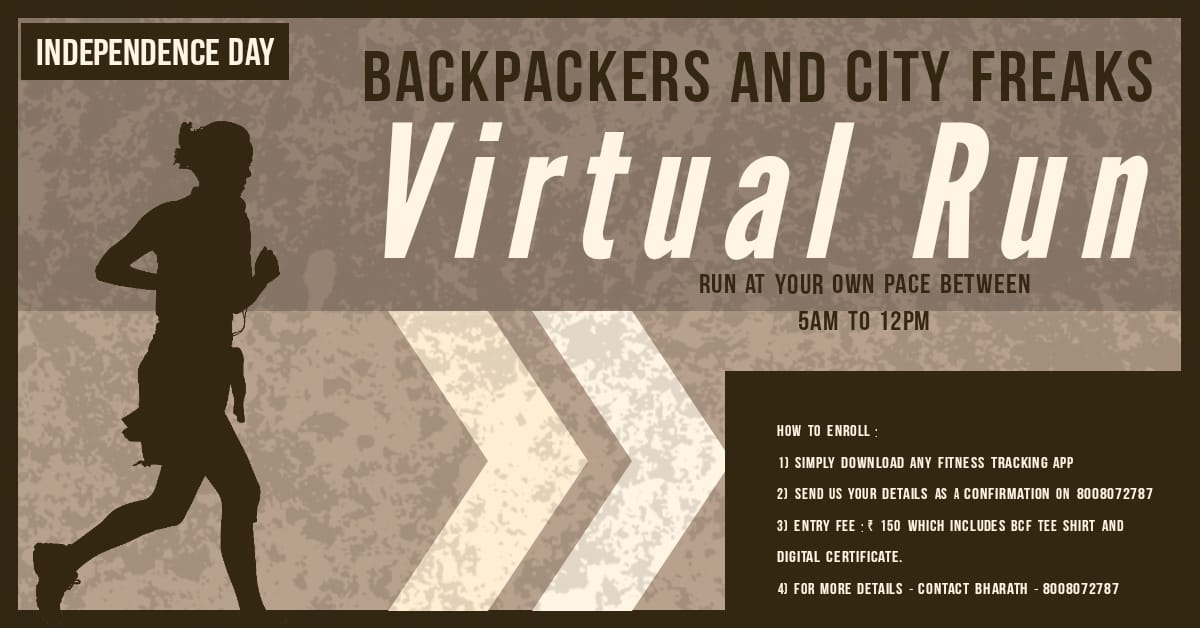 INDEPENDENCE DAY
BACKPACKERS AND CITY FREAKS
Virtual Run
RUN AT YOUR OWN PACE BETWEEN
5AM TO 12PM
HOW TO ENROLL :
1) SIMPLY DOWNLOAD ANY FITNESS TRACKING APP
2) SEND US YOUR DETAILS AS A CONFIRMATION ON 8008072787
3) ENTRY FEE : ₹ 150 WHICH INCLUDES BCF TEE SHIRT AND
DIGITAL CERTIFICATE.
4) FOR MORE DETAILS - CONTACT BHARATH - 8008072787